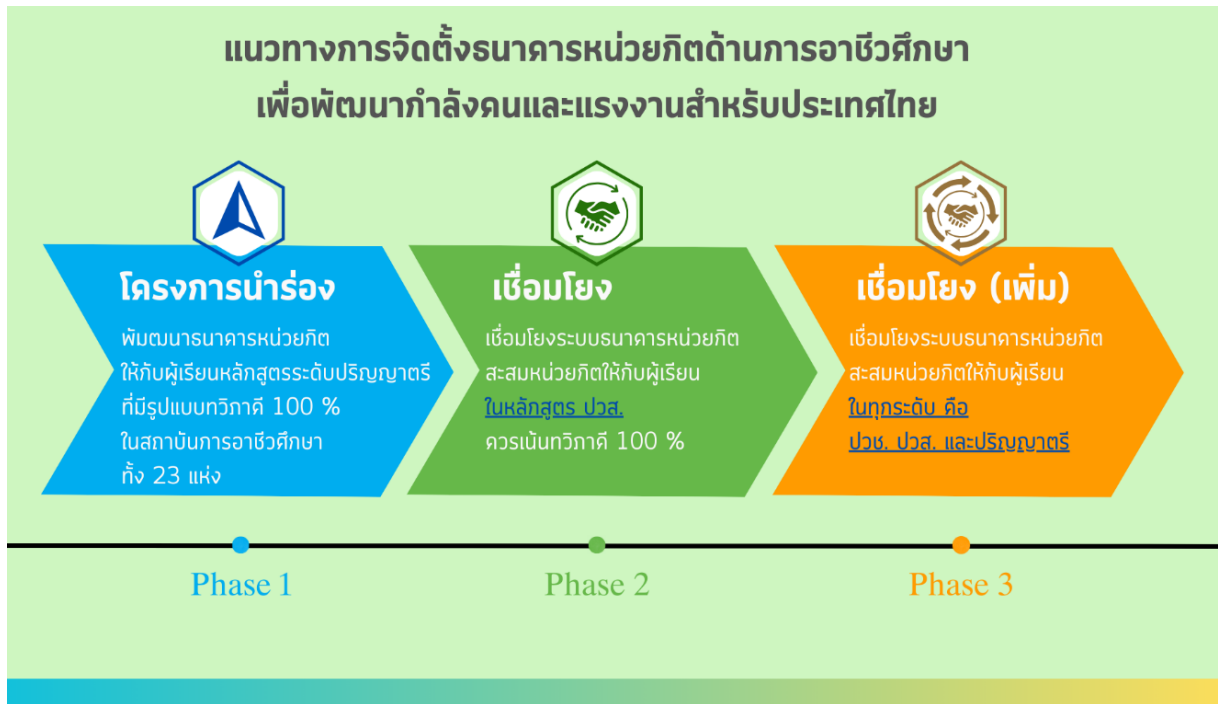 แนวทางการจัดตั้งธนาคารหน่วยกิตด้านการอาชีวศึกษา
เพื่อพัฒนากำลังคนและแรงงานสำหรับประเทศไทย
โครงการนำร่อง
พัมตนาธนาคารหน่วยกิต
ให้กับผู้เรียนหลักสูตรระดับปริญญาตรี
ที่มีรูปแบบทวิภาคี 100 %
ในสถาบันการอาชีวศึกษา
ทั้ง 23 แห่ง
เชื่อมโยง
เชื่อมโยงระบบธนาคารหน่วยกิต
สะสมหน่วยกิตให้กับผู้เรียน
ในหลักสูตร ปวส.
ควรเน้นทวิภาคี 100 %
เชื่อมโยง (เพิ่ม)
เชื่อมโยงระบบธนาคารหน่วยกิต
สะสมหน่วยกิตให้กับผู้เรียน
ในทุกระดับ คือ
ปวช. ปวส. และปริญญาตรี
Phase 1
Phase 2
Phase 3